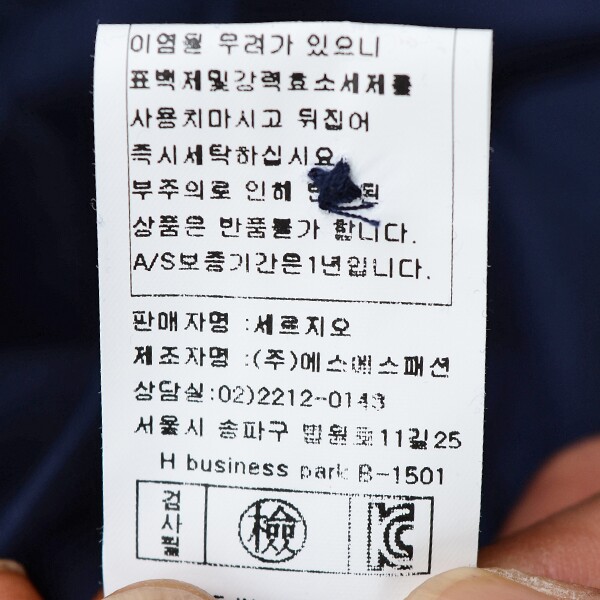 이염될 우려가 있으니
표백제및강력효소세제를
사용치마시고 뒤집어
즉시세탁하십시요
부주의로 인해
상품은 반품불가 합니다.
A/S보증기간은1년입니다.
판매자명 :세르지오
제조자명 :(주)에스에스패션
상담실:02)2212-0143
서울시 송파구 법원로11길25
H business park B-1501
검사필
檢